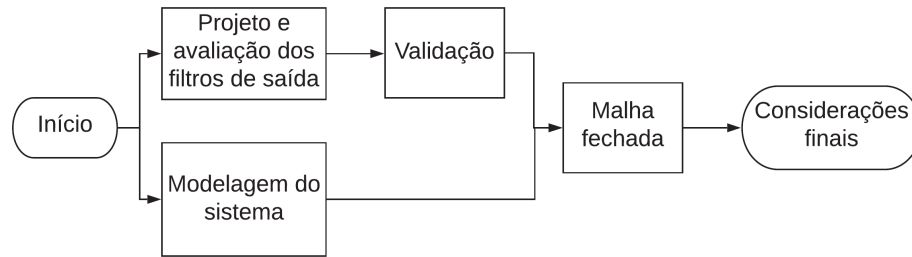 Início
Projeto e
avaliação dos
filtros de saída
Validação
Modelagem do
sistema
Malha
fechada
Considerações
finais